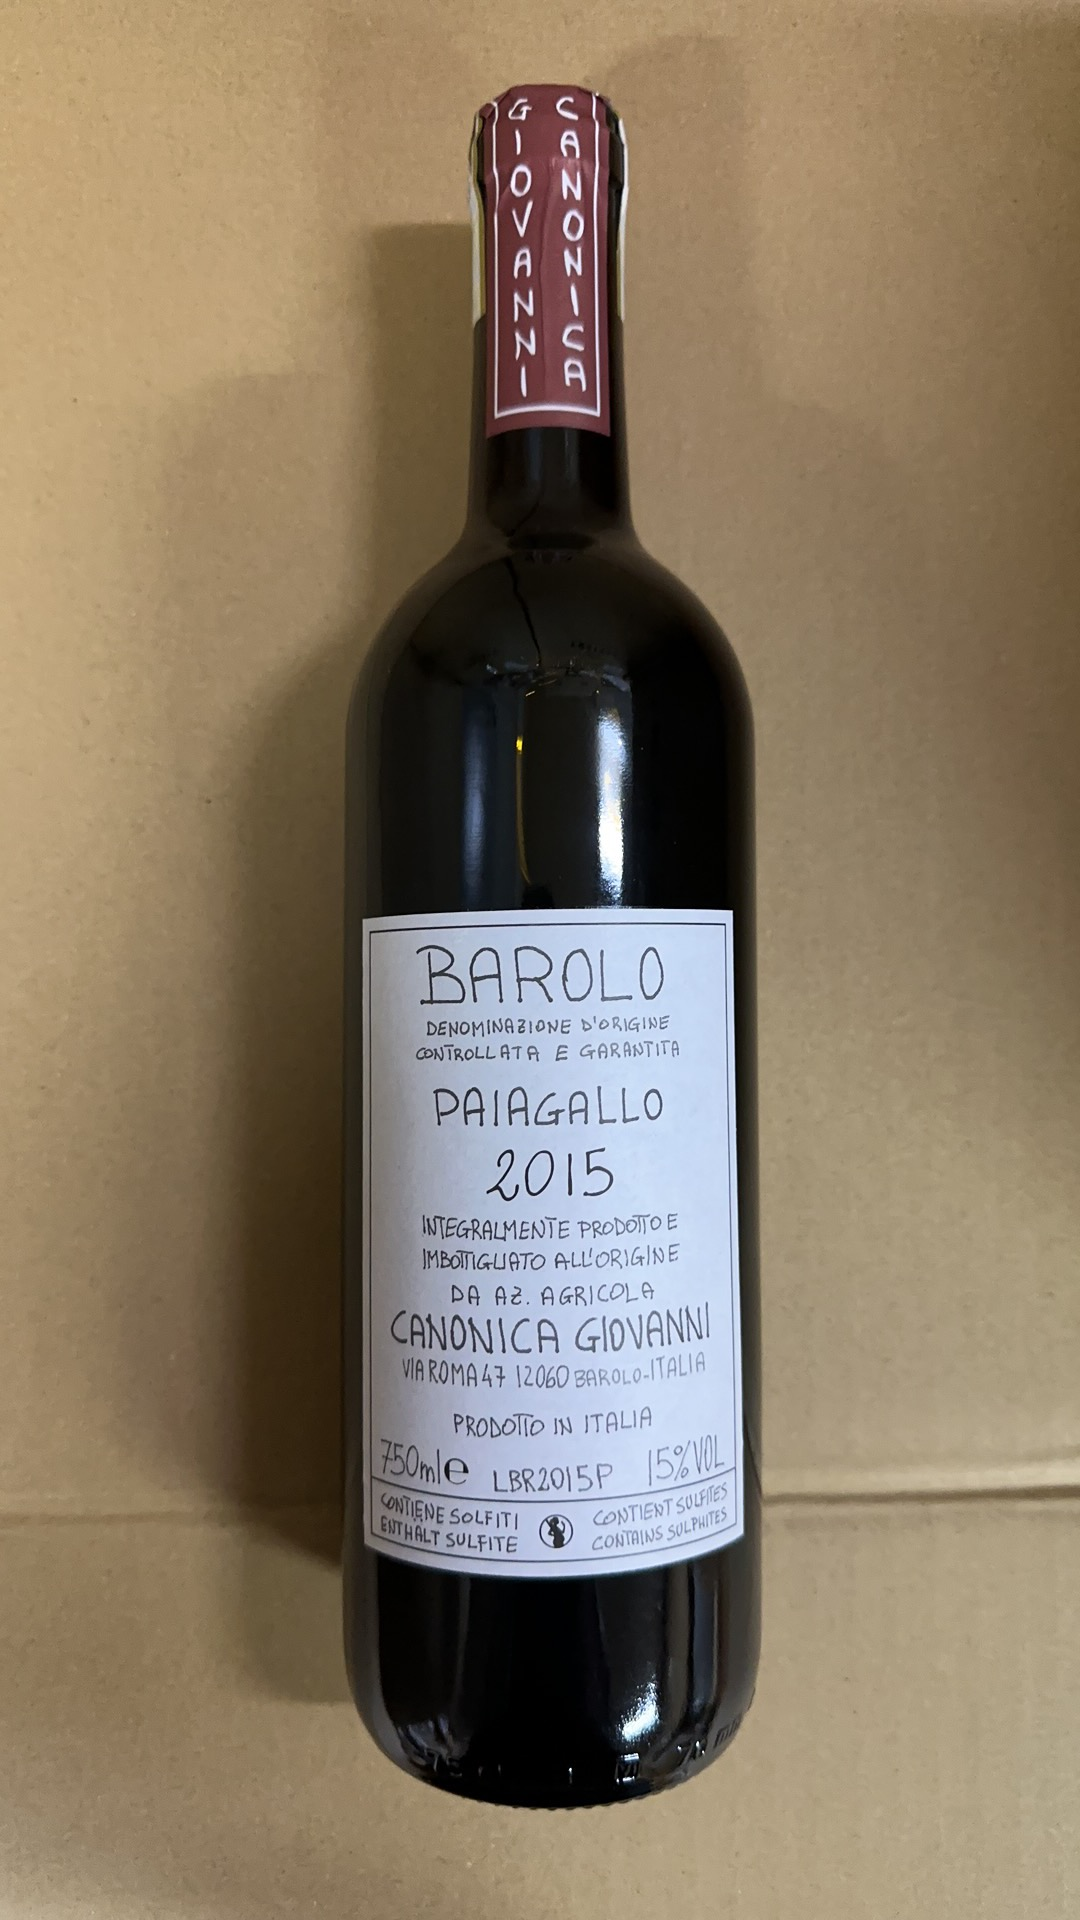 GIOVANNI
CANONICA
BAROLO
DENOMINAZIONE D'ORIGINE
CONTROLLATA E GARANTITA
PAIAGALLO
2015
INTEGRALMENTE PRODOTTO E
IMBOTTIGLIATO ALL'ORIGINE
DA AZ. AGRICOLA
CANONICA GIOVANNI
VIA ROMA 47 12060 BAROLO-ITALIA
PRODOTTO IN ITALIA
750ml e LBR2015P 15% VOL
CONTIENE SOLFITI CONTIENT SULFITES
ENTHÄLT SULFITE CONTAINS SULPHITES